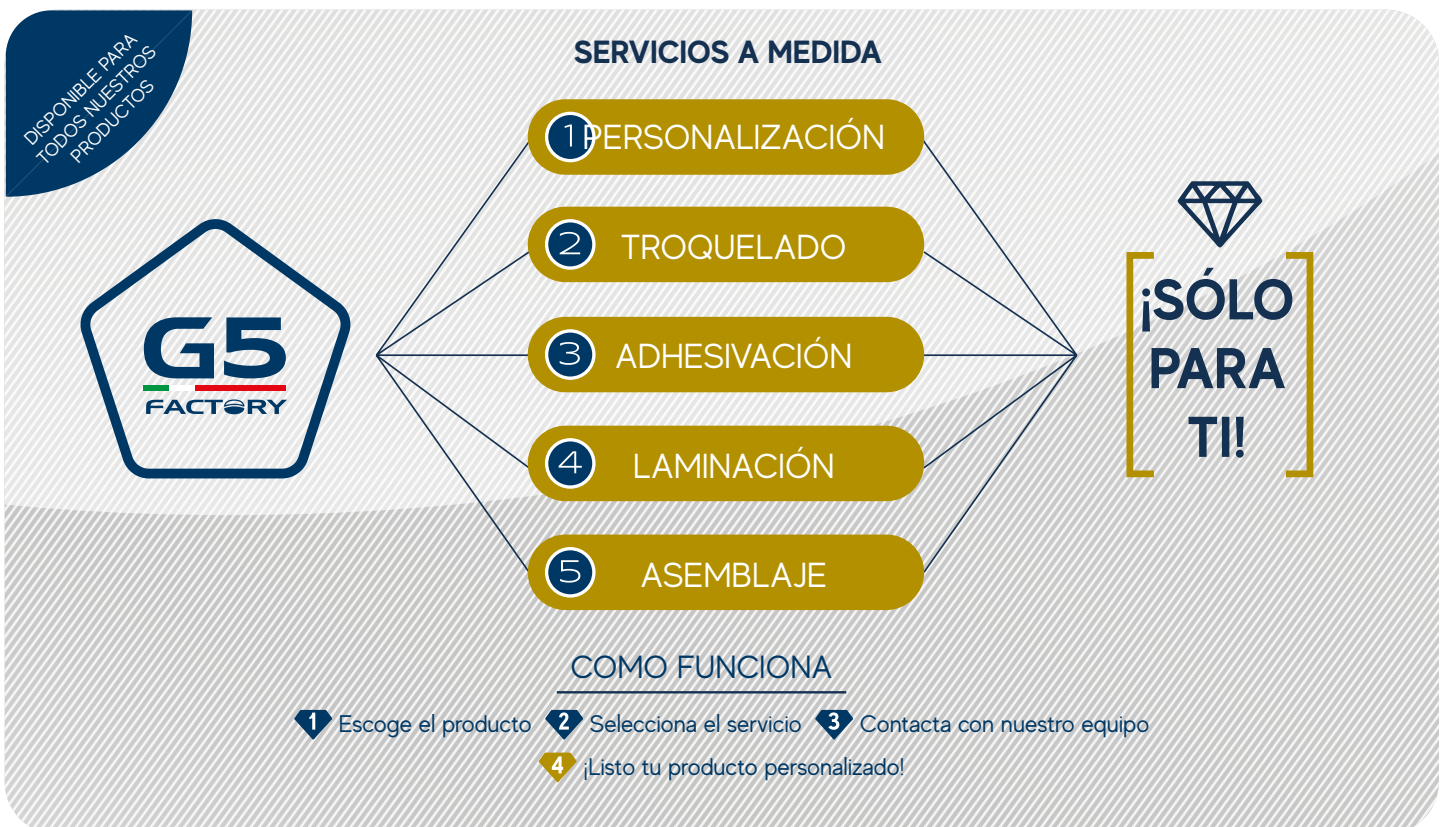 DISPONIBLE PARA
TODOS NUESTROS
PRODUCTOS
SERVICIOS A MEDIDA
1 PERSONALIZACIÓN
2 TROQUELADO
3 ADHESIVACIÓN
4 LAMINACIÓN
5 ASEMBLAJE
G5
FACTORY
¡SÓLO
PARA
TI!
COMO FUNCIONA
1 Escoge el producto 2 Selecciona el servicio 3 Contacta con nuestro equipo
4 ¡Listo tu producto personalizado!